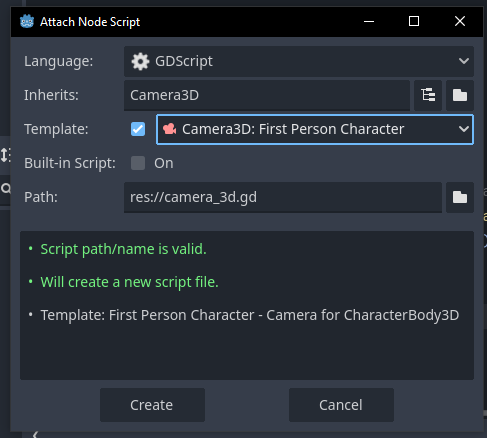 Attach Node Script
Language: GDScript
Inherits: Camera3D
Template: Camera3D: First Person Character
Built-in Script: On
Path: res://camera_3d.gd
• Script path/name is valid.
• Will create a new script file.
• Template: First Person Character - Camera for CharacterBody3D
Create Cancel